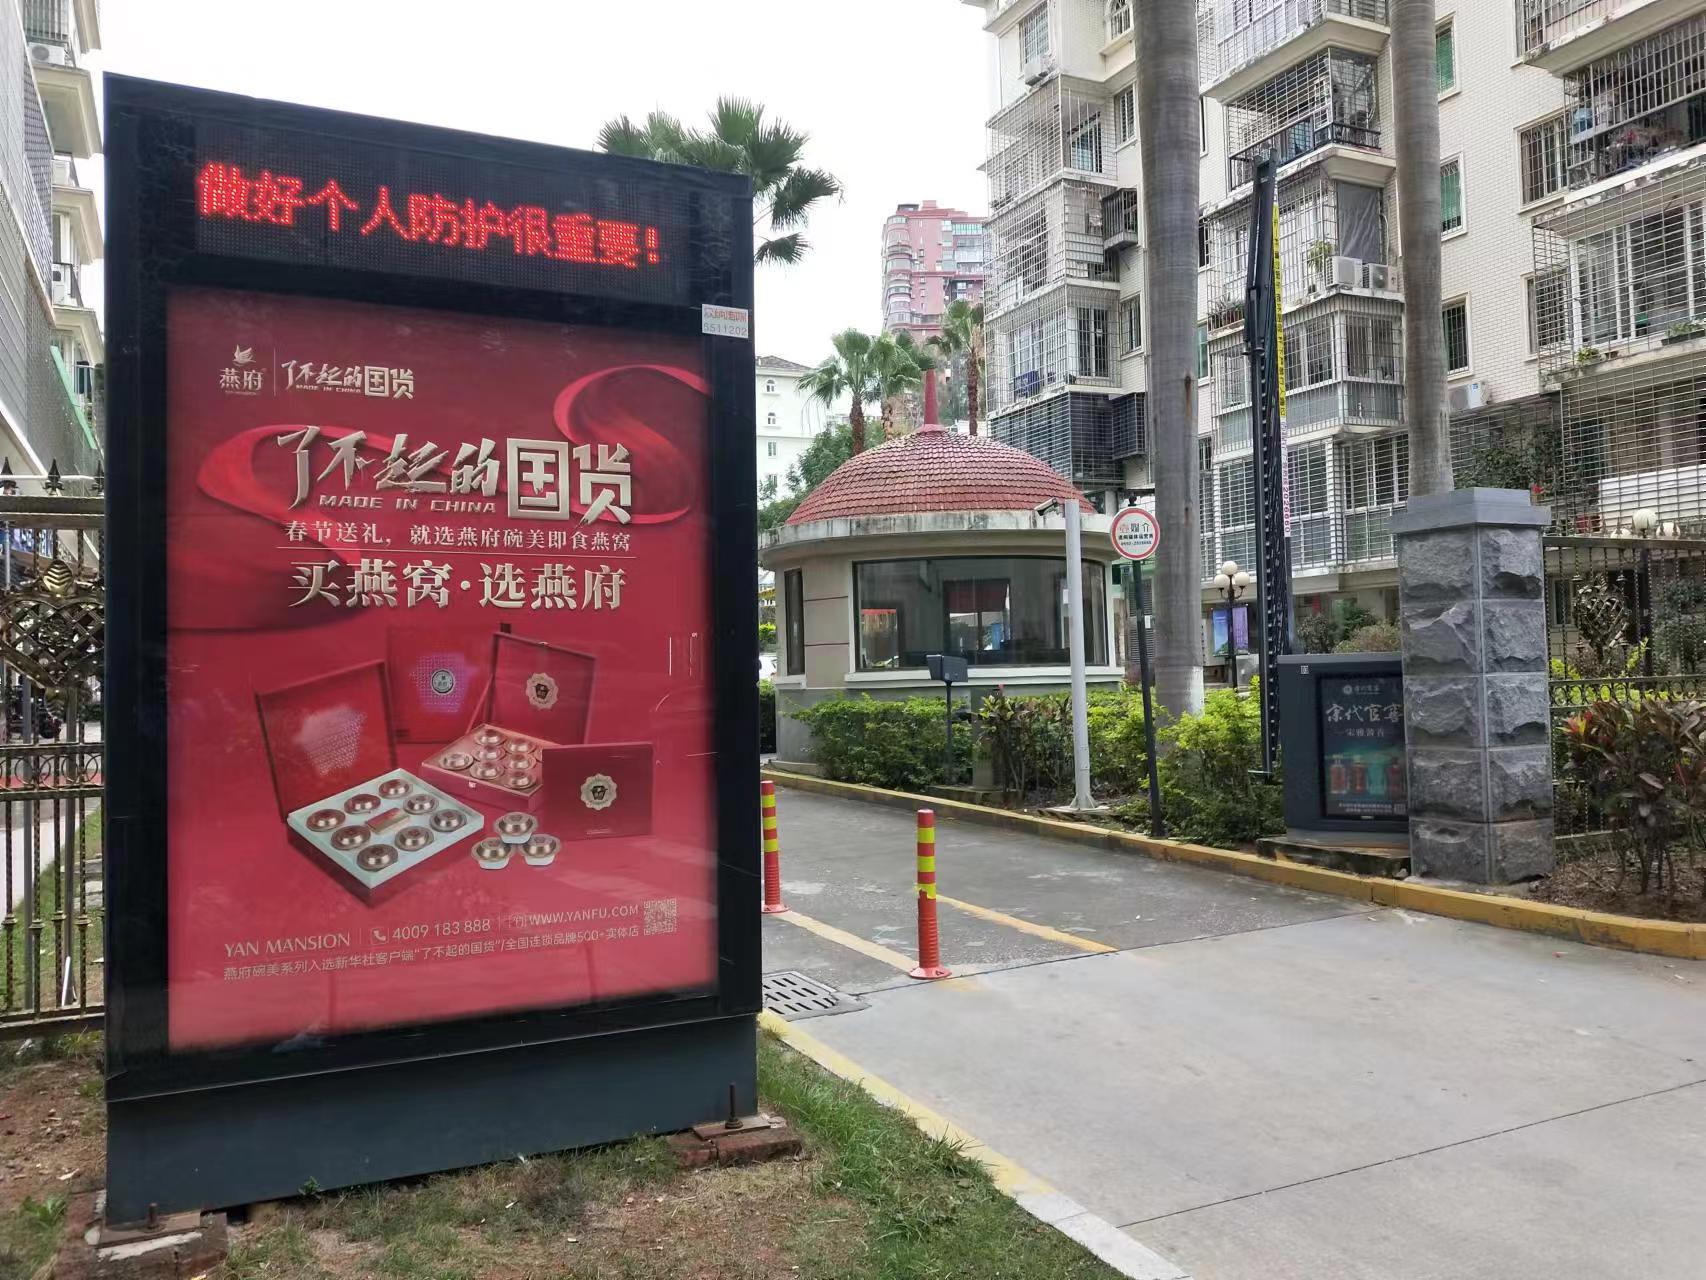 做好个人防护很重要!
5511202
燕府
了不起的国货
MADE IN CHINA
了不起的国货
MADE IN CHINA
春节送礼，就选燕府碗美即食燕窝
买燕窝·选燕府
YAN MANSION 4009 183 888 WWW.YANFU.COM
燕府碗美系列入选新华社客户端"了不起的国货"/全国连锁品牌500+实体店
媒介
宋代官窖